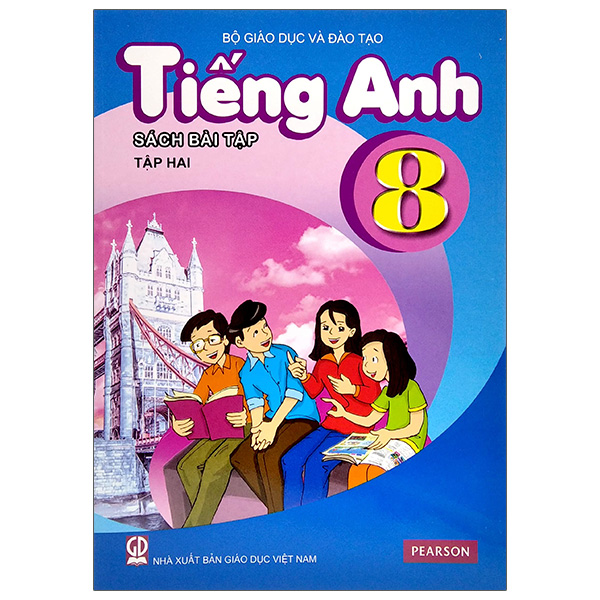 BỘ GIÁO DỤC VÀ ĐÀO TẠO
Tiếng Anh
SÁCH BÀI TẬP
TẬP HAI
8
GD
NHÀ XUẤT BẢN GIÁO DỤC VIỆT NAM
PEARSON